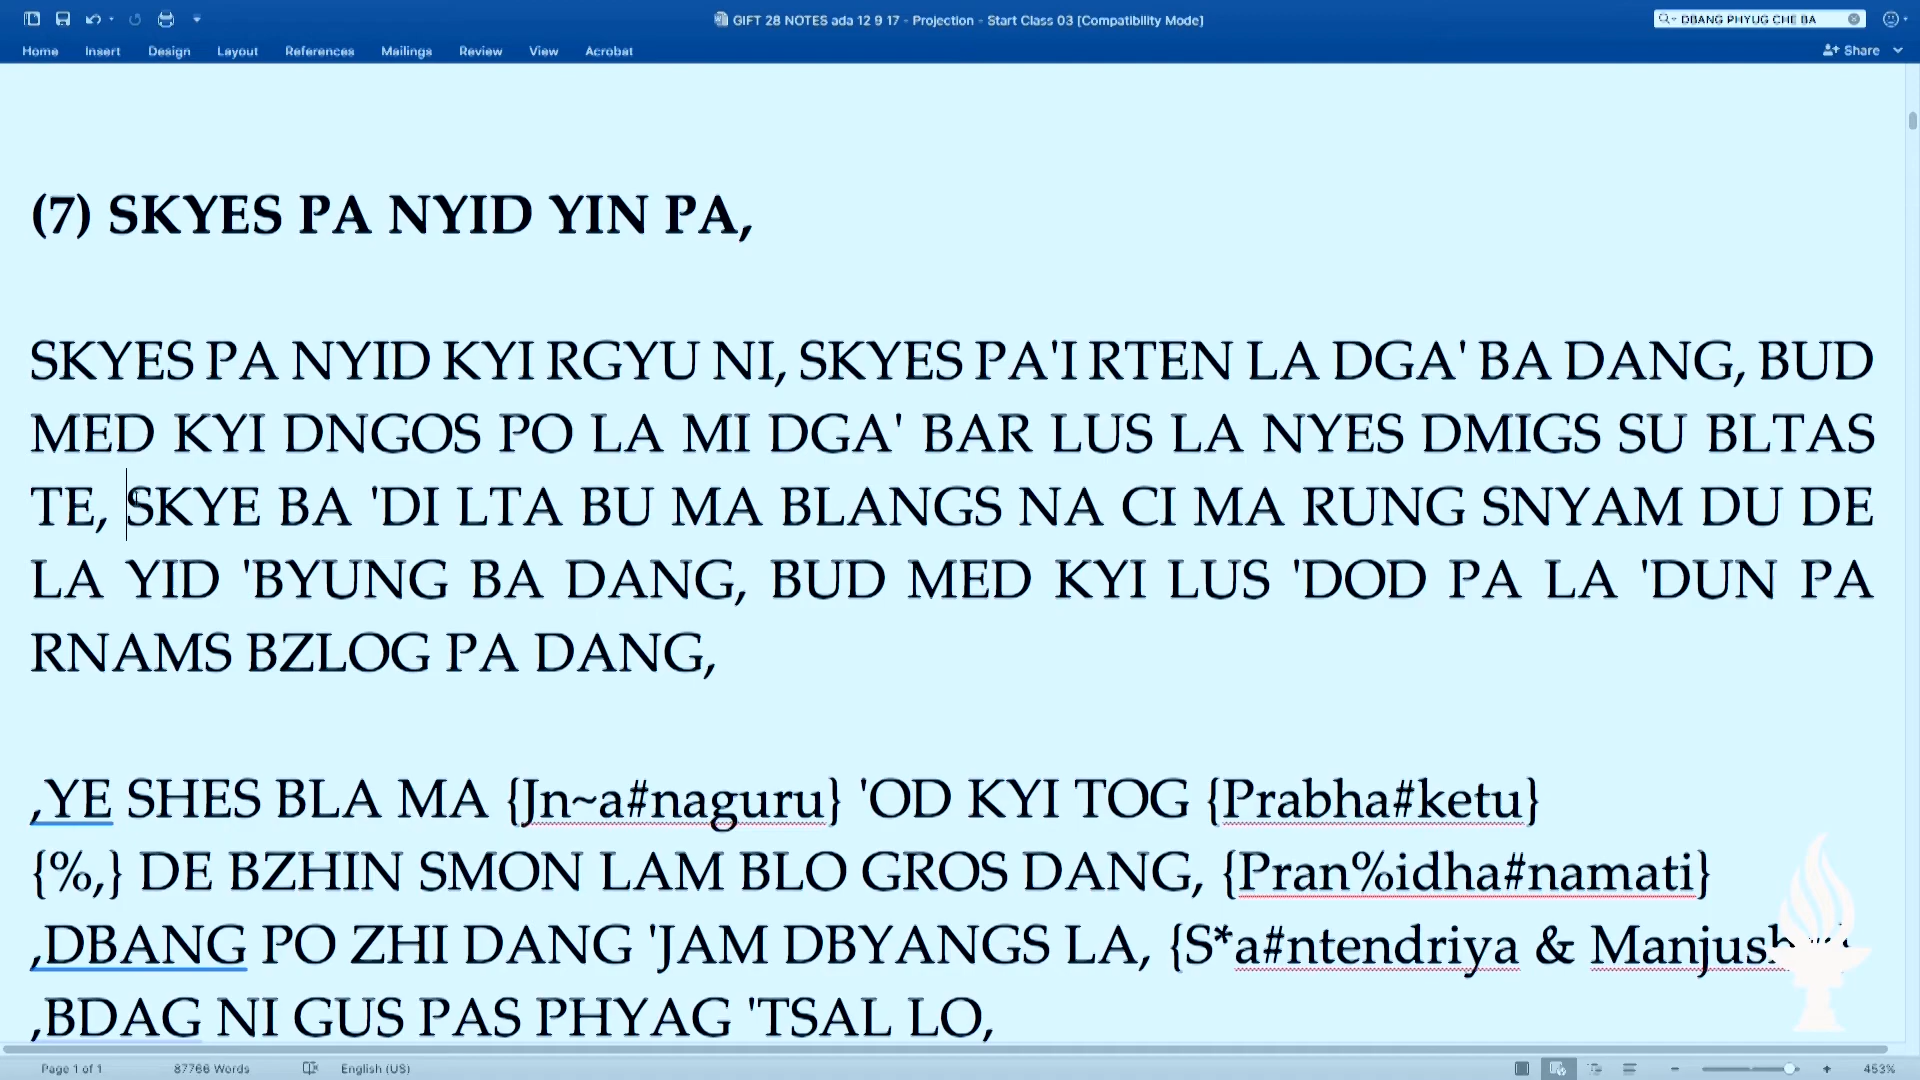 GIFT 28 NOTES ada 12 9 17 - Projection - Start Class 03 [Compatibility Mode]
DBANG PHYUG CHE BA
Home Insert Design Layout References Mailings Review View Acrobat Share
(7) SKYES PA NYID YIN PA,
SKYES PA NYID KYI RGYU NI, SKYES PA'I RTEN LA DGA' BA DANG, BUD
MED KYI DNGOS PO LA MI DGA' BAR LUS LA NYES DMIGS SU BLTAS
TE, SKYE BA 'DI LTA BU MA BLANGS NA CI MA RUNG SNYAM DU DE
LA YID 'BYUNG BA DANG, BUD MED KYI LUS 'DOD PA LA 'DUN PA
RNAMS BZLOG PA DANG,
,YE SHES BLA MA {Jn~a#naguru} 'OD KYI TOG {Prabha#ketu}
{%,} DE BZHIN SMON LAM BLO GROS DANG, {Pran%idha#namati}
,DBANG PO ZHI DANG 'JAM DBYANGS LA, {S*a#ntendriya &
,BDAG NI GUS PAS PHYAG 'TSAL LO,
Page 1 of 1 87766 Words English (US) 453%